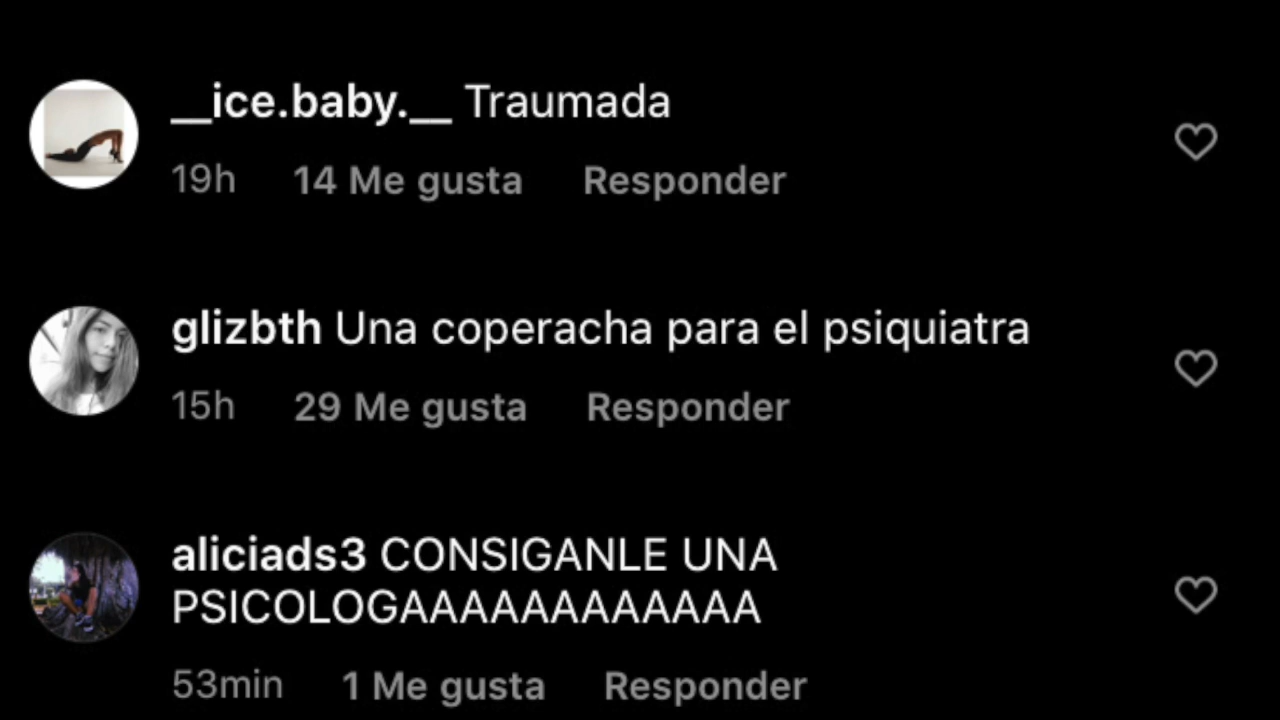 __ice.baby.__ Traumada
19h 14 Me gusta Responder
glizbth Una coperacha para el psiquiatra
15h 29 Me gusta Responder
aliciads3 CONSIGANLE UNA
PSICOLOGAAAAAAAAAAAAA
53min 1 Me gusta Responder